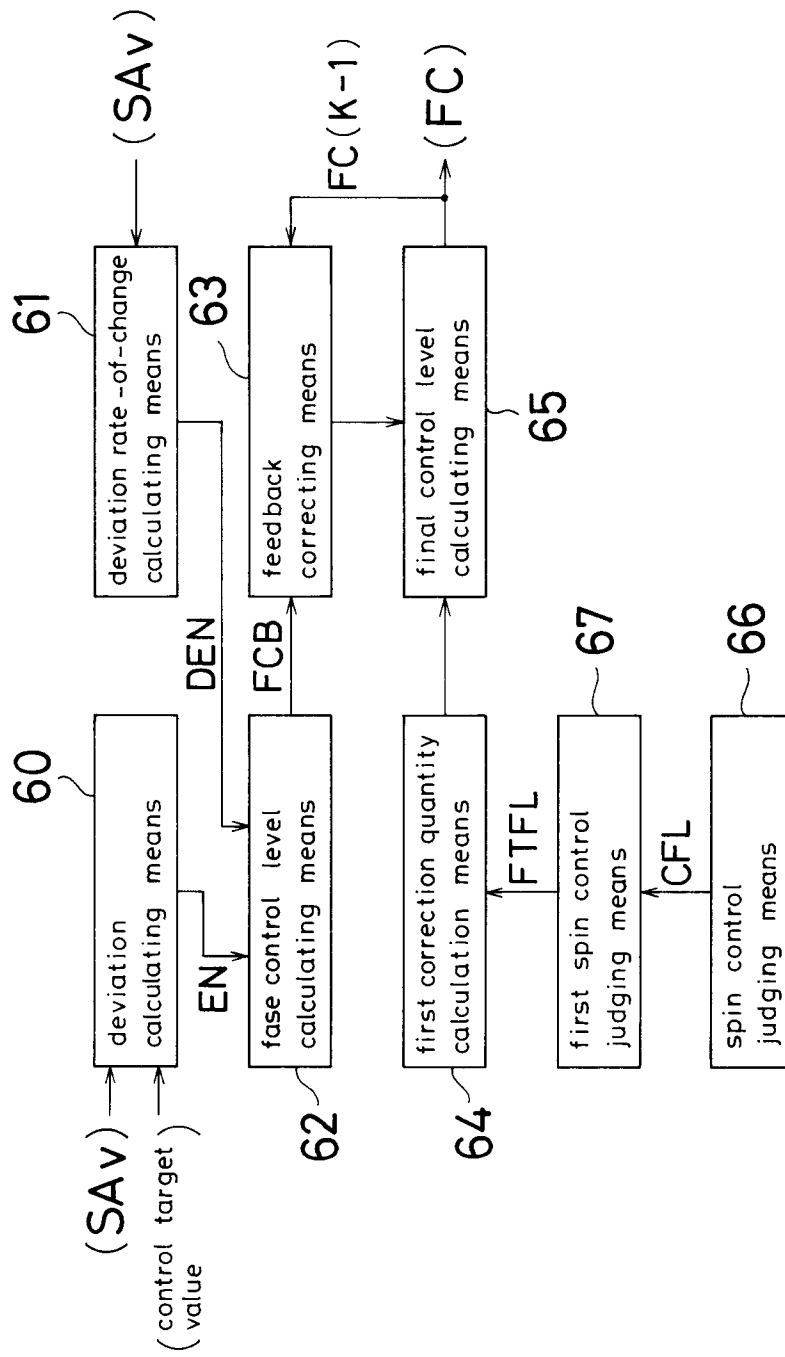 60
61
(SAv)
(control target
value)
deviation
calculating means
deviation rate-of-change
calculating means
(SAv)
EN
DEN
62
fase control level
calculating means
FCB
63
feedback
correcting means
FC(K-1)
64
first correction quantity
calculation means
final control level
calculating means
65
(FC)
FTFL
67
first spin control
judging means
CFL
66
spin control
judging means